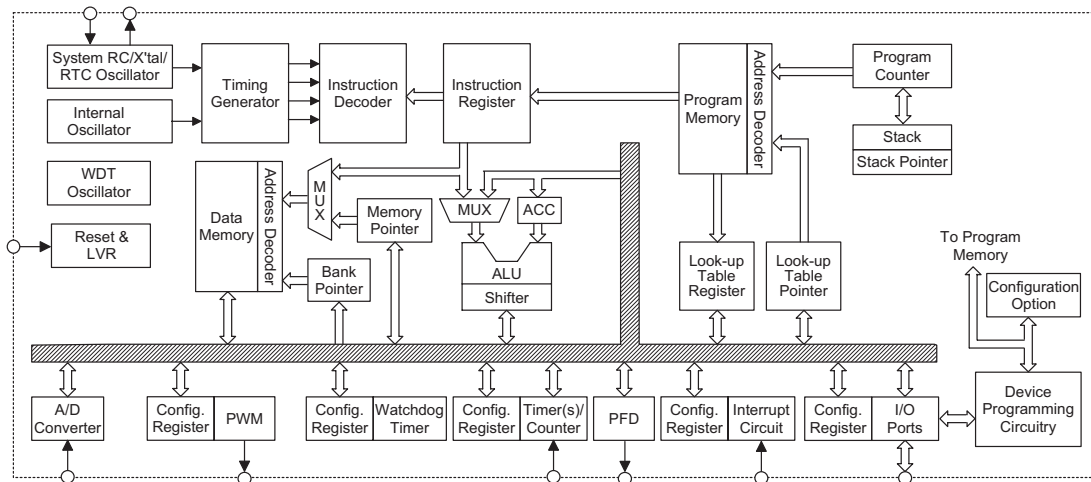 System RC/X'tal/
RTC Oscillator
Internal
Oscillator
WDT
Oscillator
Reset &
LVR
Timing
Generator
Instruction
Decoder
Instruction
Register
Program
Memory
Address Decoder
Program
Counter
Stack
Stack Pointer
Data
Memory
Address Decoder
MUX
Memory
Pointer
Bank
Pointer
MUX
ACC
ALU
Shifter
Look-up
Table
Register
Look-up
Table
Pointer
To Program
Memory
Configuration
Option
A/D
Converter
Config.
Register
PWM
Config.
Register
Watchdog
Timer
Config.
Register
Timer(s)/
Counter
PFD
Config.
Register
Interrupt
Circuit
Config.
Register
I/O
Ports
Device
Programming
Circuitry